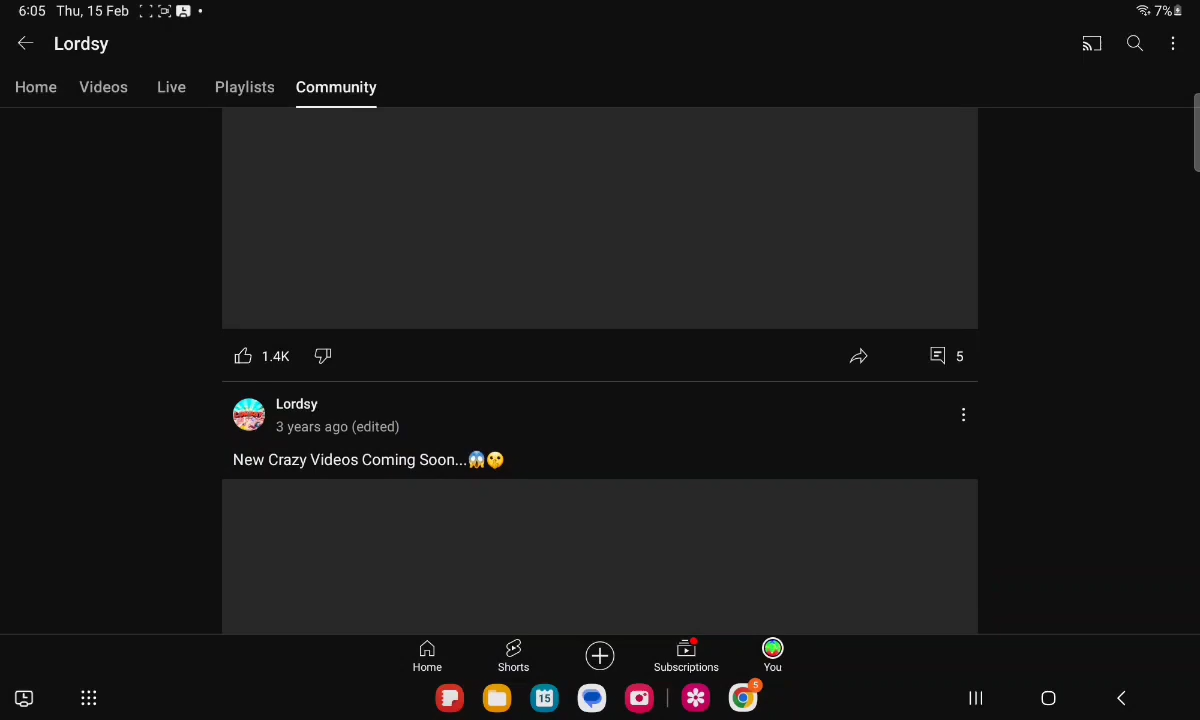 6:05 Thu, 15 Feb 7%
Lordsy
Home Videos Live Playlists Community
1.4K 5
Lordsy
3 years ago (edited)
New Crazy Videos Coming Soon...😱🤫
Home Shorts Subscriptions You
15 5